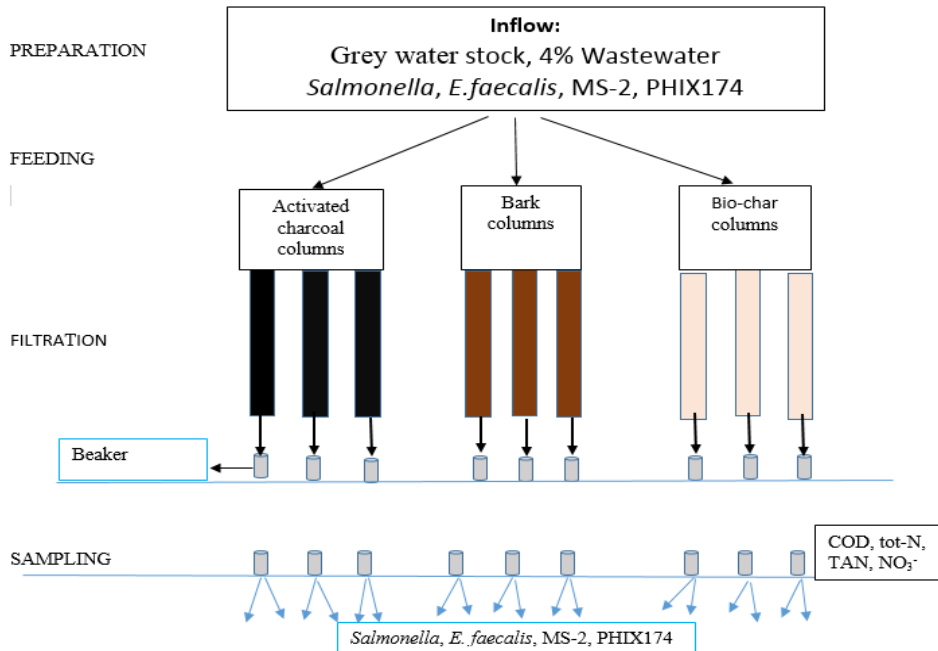 PREPARATION
Inflow:
Grey water stock, 4% Wastewater
Salmonella, E.faecalis, MS-2, PHIX174
FEEDING
Activated
charcoal
columns
Bark
columns
Bio-char
columns
FILTRATION
Beaker
SAMPLING
COD, tot-N,
TAN, NO₃⁻
Salmonella, E. faecalis, MS-2, PHIX174